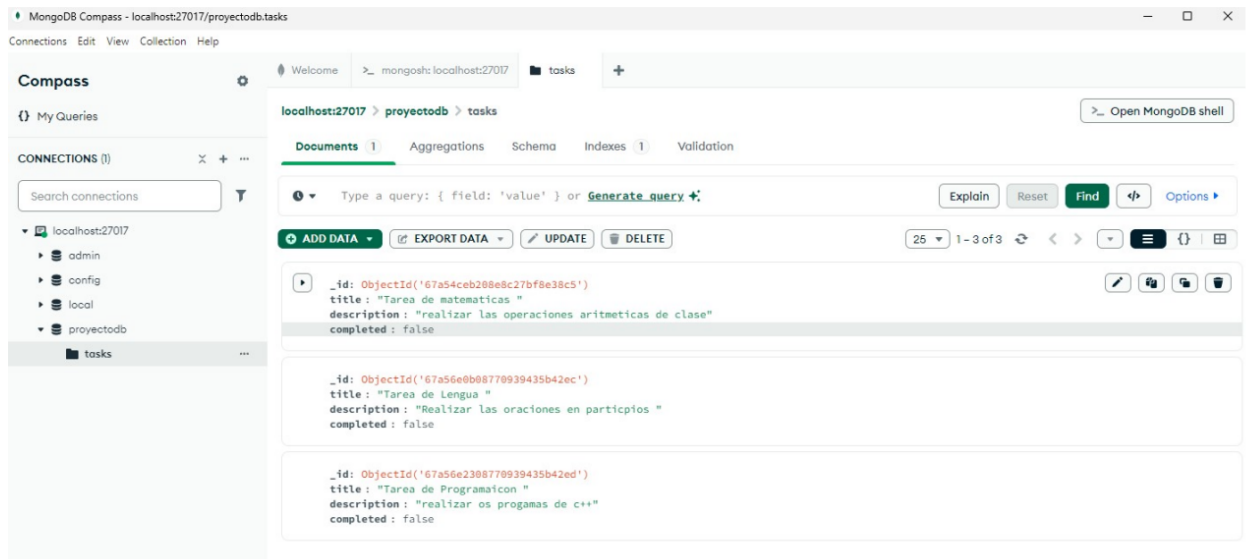 MongoDB Compass - localhost:27017/proyectodb.tasks
Connections Edit View Collection Help
Compass
{} My Queries
CONNECTIONS (1)
Search connections
localhost:27017
admin
config
local
proyectodb
tasks
Welcome >_ mongosh: localhost:27017 tasks +
localhost:27017 > proyectodb > tasks
>_ Open MongoDB shell
Documents 1 Aggregations Schema Indexes 1 Validation
Type a query: { field: 'value' } or Generate query
Explain Reset Find </> Options
ADD DATA EXPORT DATA UPDATE DELETE
25 1 – 3 of 3 {}
_id: ObjectId('67a54ceb208e8c27bf8e38c5')
title : "Tarea de matematicas "
description : "realizar las operaciones aritmeticas de clase"
completed : false
_id: ObjectId('67a56e0b08770939435b42ec')
title : "Tarea de Lengua "
description : "Realizar las oraciones en particpios "
completed : false
_id: ObjectId('67a56e2308770939435b42ed')
title : "Tarea de Programaicon "
description : "realizar os progamas de c++"
completed : false